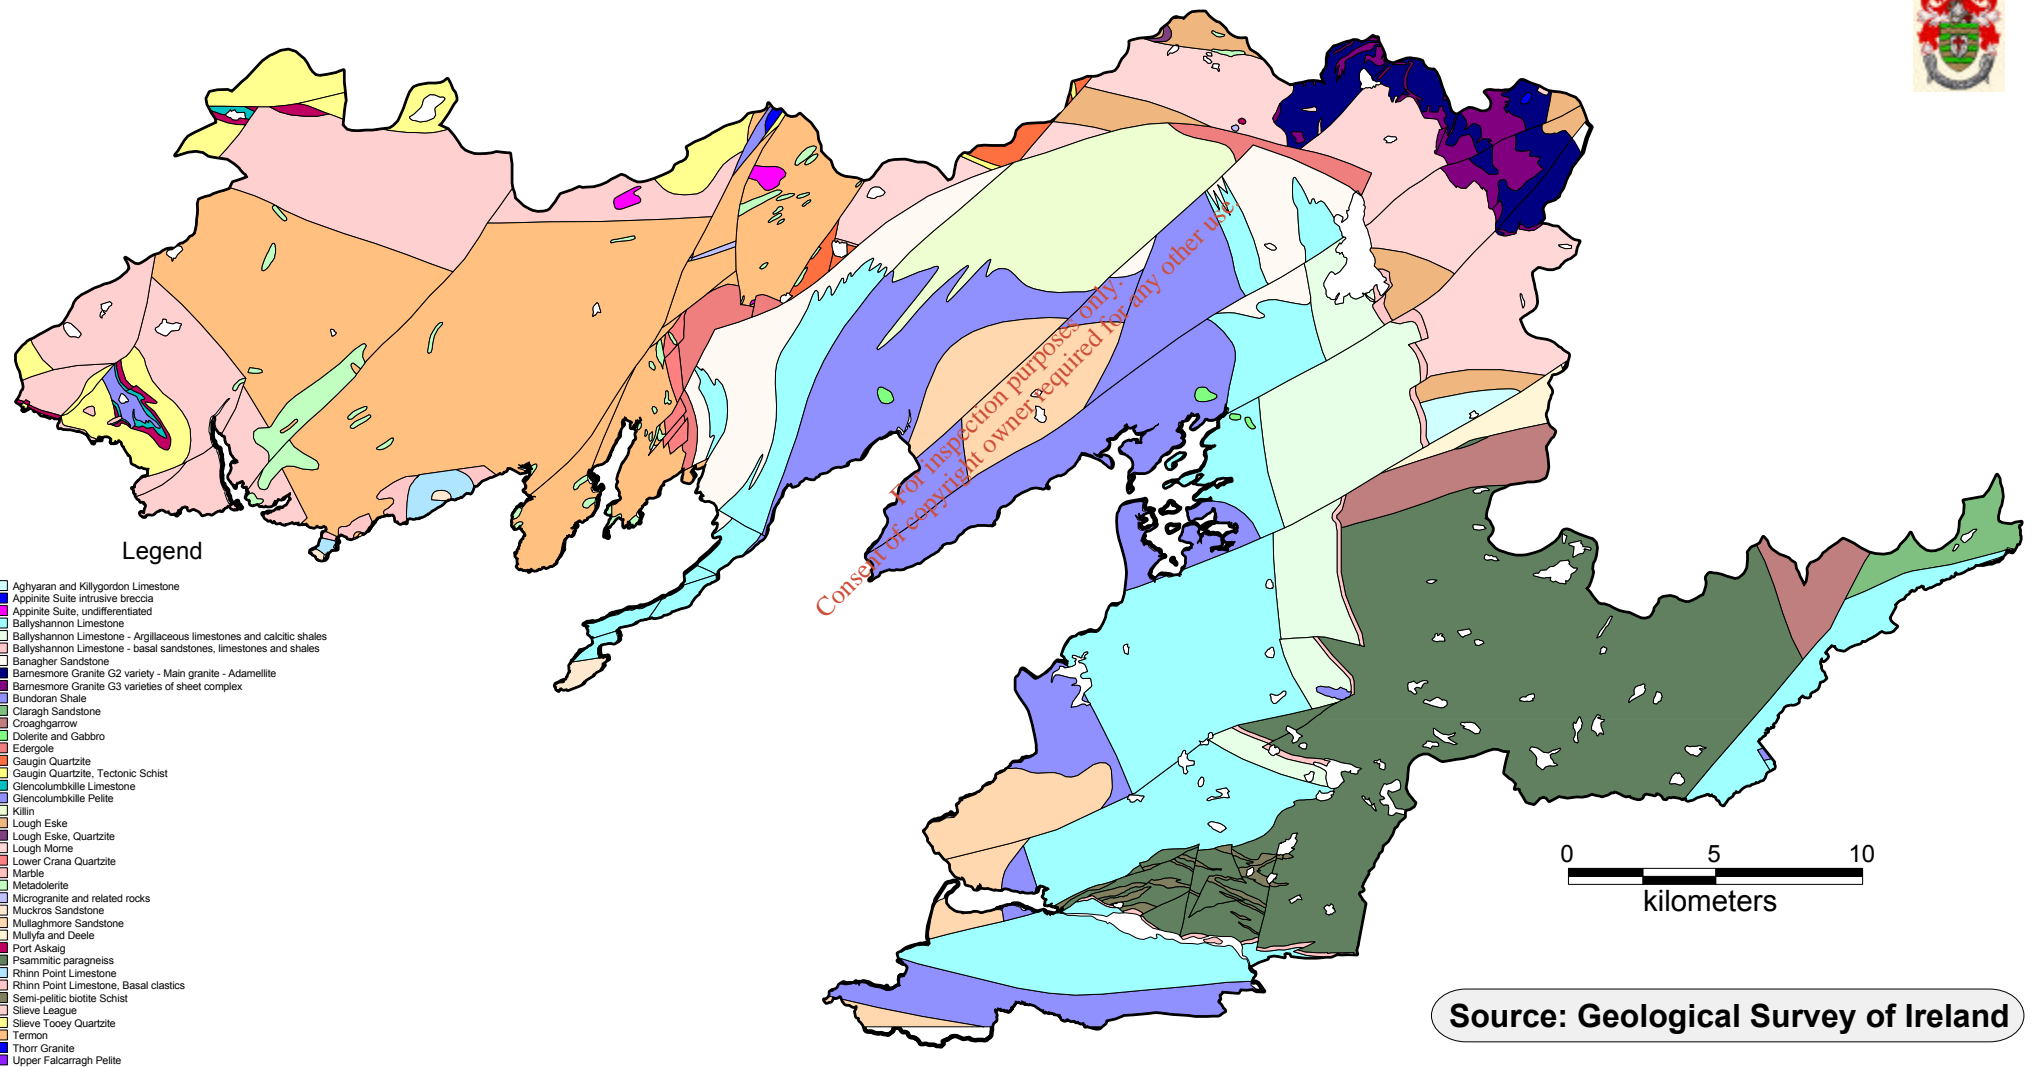 For inspection purposes only.
Consent of copyright owner required for any other use.
Legend
Aghyaran and Killygordon Limestone
Appinite Suite intrusive breccia
Appinite Suite, undifferentiated
Ballyshannon Limestone
Ballyshannon Limestone - Argillaceous limestones and calcitic shales
Ballyshannon Limestone - basal sandstones, limestones and shales
Banagher Sandstone
Barnesmore Granite G2 variety - Main granite - Adamellite
Barnesmore Granite G3 varieties of sheet complex
Bundoran Shale
Claragh Sandstone
Croaghgarrow
Dolerite and Gabbro
Edergole
Gaugin Quartzite
Gaugin Quartzite, Tectonic Schist
Glencolumbkille Limestone
Glencolumbkille Pelite
Killin
Lough Eske
Lough Eske, Quartzite
Lough Morne
Lower Crana Quartzite
Marble
Metadolerite
Microgranite and related rocks
Muckros Sandstone
Mullaghmore Sandstone
Mullyfa and Deele
Port Askaig
Psammitic paragneiss
Rhinn Point Limestone
Rhinn Point Limestone, Basal clastics
Semi-pelitic biotite Schist
Slieve League
Slieve Tooey Quartzite
Termon
Thorr Granite
Upper Falcarragh Pelite
0 5 10
kilometers
Source: Geological Survey of Ireland